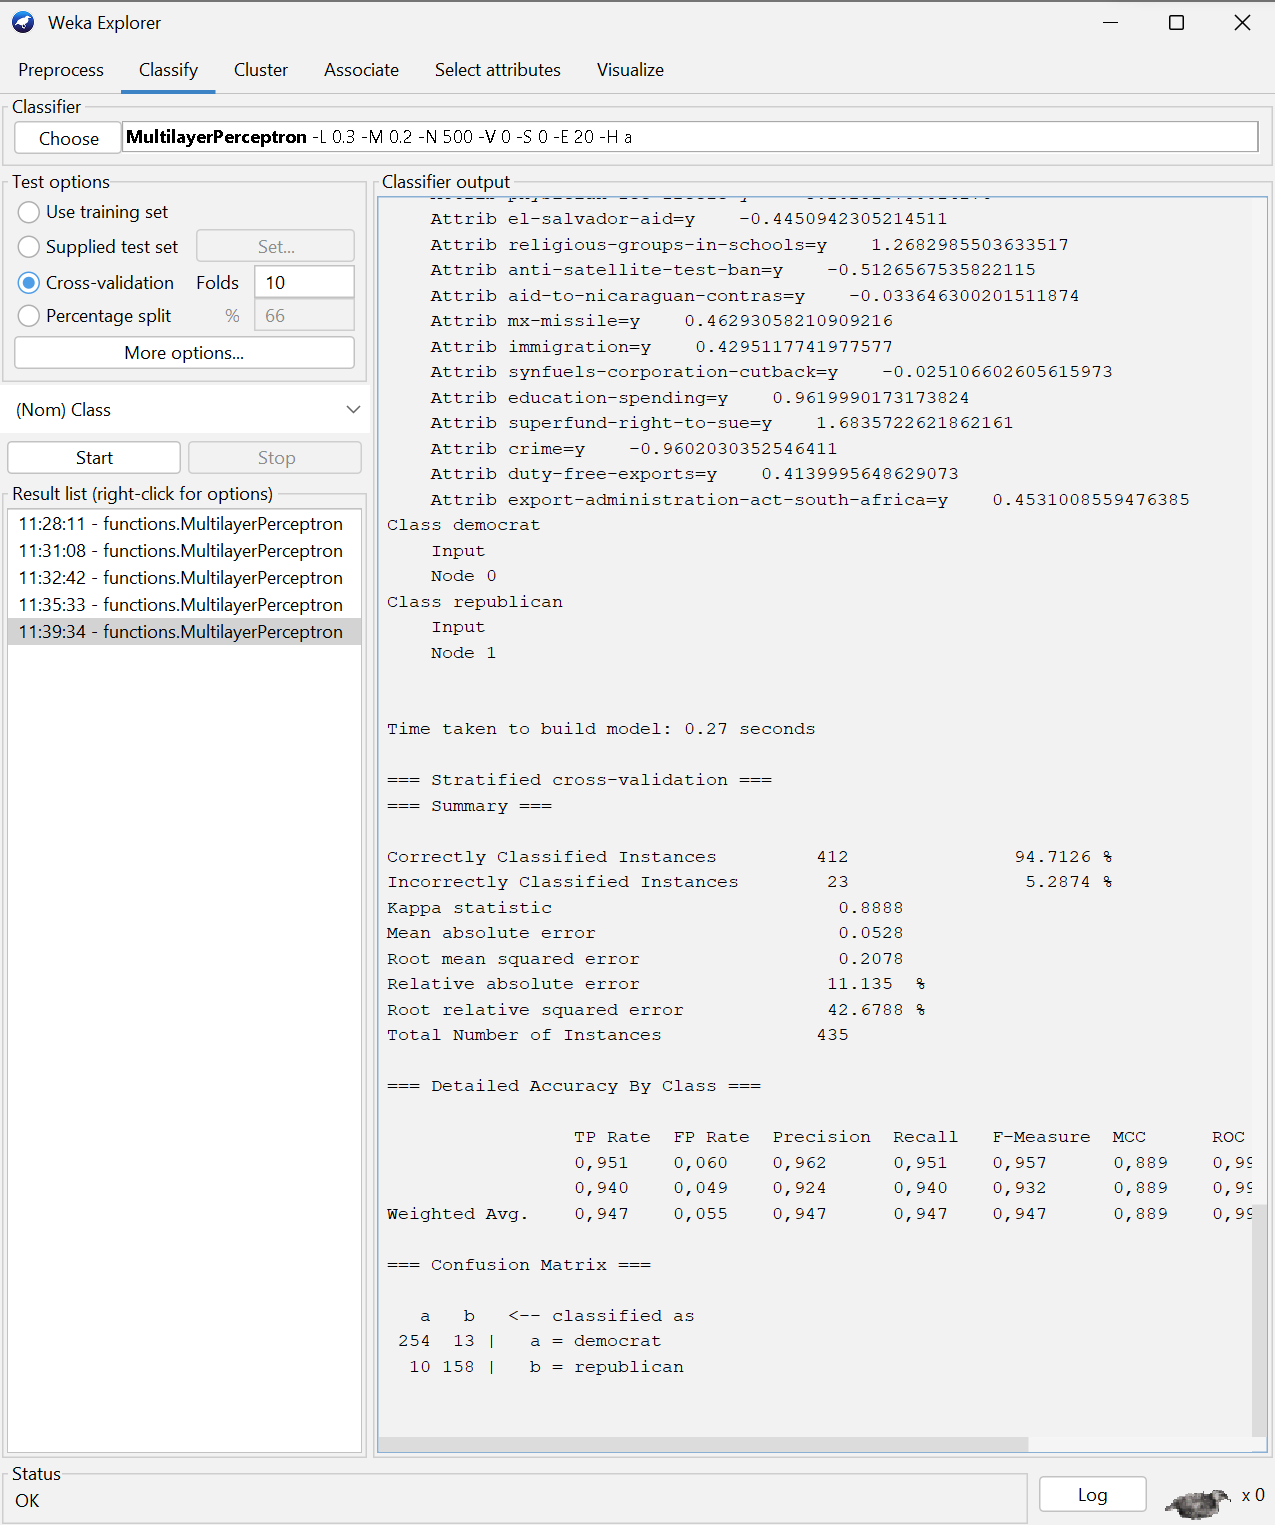 Weka Explorer
Preprocess Classify Cluster Associate Select attributes Visualize
Classifier
Choose MultilayerPerceptron -L 0.3 -M 0.2 -N 500 -V 0 -S 0 -E 20 -H a
Test options
Use training set
Supplied test set Set...
Cross-validation Folds 10
Percentage split % 66
More options...
(Nom) Class
Start Stop
Result list (right-click for options)
11:28:11 - functions.MultilayerPerceptron
11:31:08 - functions.MultilayerPerceptron
11:32:42 - functions.MultilayerPerceptron
11:35:33 - functions.MultilayerPerceptron
11:39:34 - functions.MultilayerPerceptron
Classifier output
Attrib el-salvador-aid=y -0.4450942305214511
Attrib religious-groups-in-schools=y 1.2682985503633517
Attrib anti-satellite-test-ban=y -0.5126567535822115
Attrib aid-to-nicaraguan-contras=y -0.033646300201511874
Attrib mx-missile=y 0.46293058210909216
Attrib immigration=y 0.4295117741977577
Attrib synfuels-corporation-cutback=y -0.025106602605615973
Attrib education-spending=y 0.9619990173173824
Attrib superfund-right-to-sue=y 1.6835722621862161
Attrib crime=y -0.9602030352546411
Attrib duty-free-exports=y 0.4139995648629073
Attrib export-administration-act-south-africa=y 0.4531008559476385
Class democrat
Input
Node 0
Class republican
Input
Node 1
Time taken to build model: 0.27 seconds
=== Stratified cross-validation ===
=== Summary ===
Correctly Classified Instances 412 94.7126 %
Incorrectly Classified Instances 23 5.2874 %
Kappa statistic 0.8888
Mean absolute error 0.0528
Root mean squared error 0.2078
Relative absolute error 11.135 %
Root relative squared error 42.6788 %
Total Number of Instances 435
=== Detailed Accuracy By Class ===
TP Rate FP Rate Precision Recall F-Measure MCC ROC
0,951 0,060 0,962 0,951 0,957 0,889 0,99
0,940 0,049 0,924 0,940 0,932 0,889 0,99
Weighted Avg. 0,947 0,055 0,947 0,947 0,947 0,889 0,99
=== Confusion Matrix ===
a b <-- classified as
254 13 | a = democrat
10 158 | b = republican
Status
OK
Log x 0